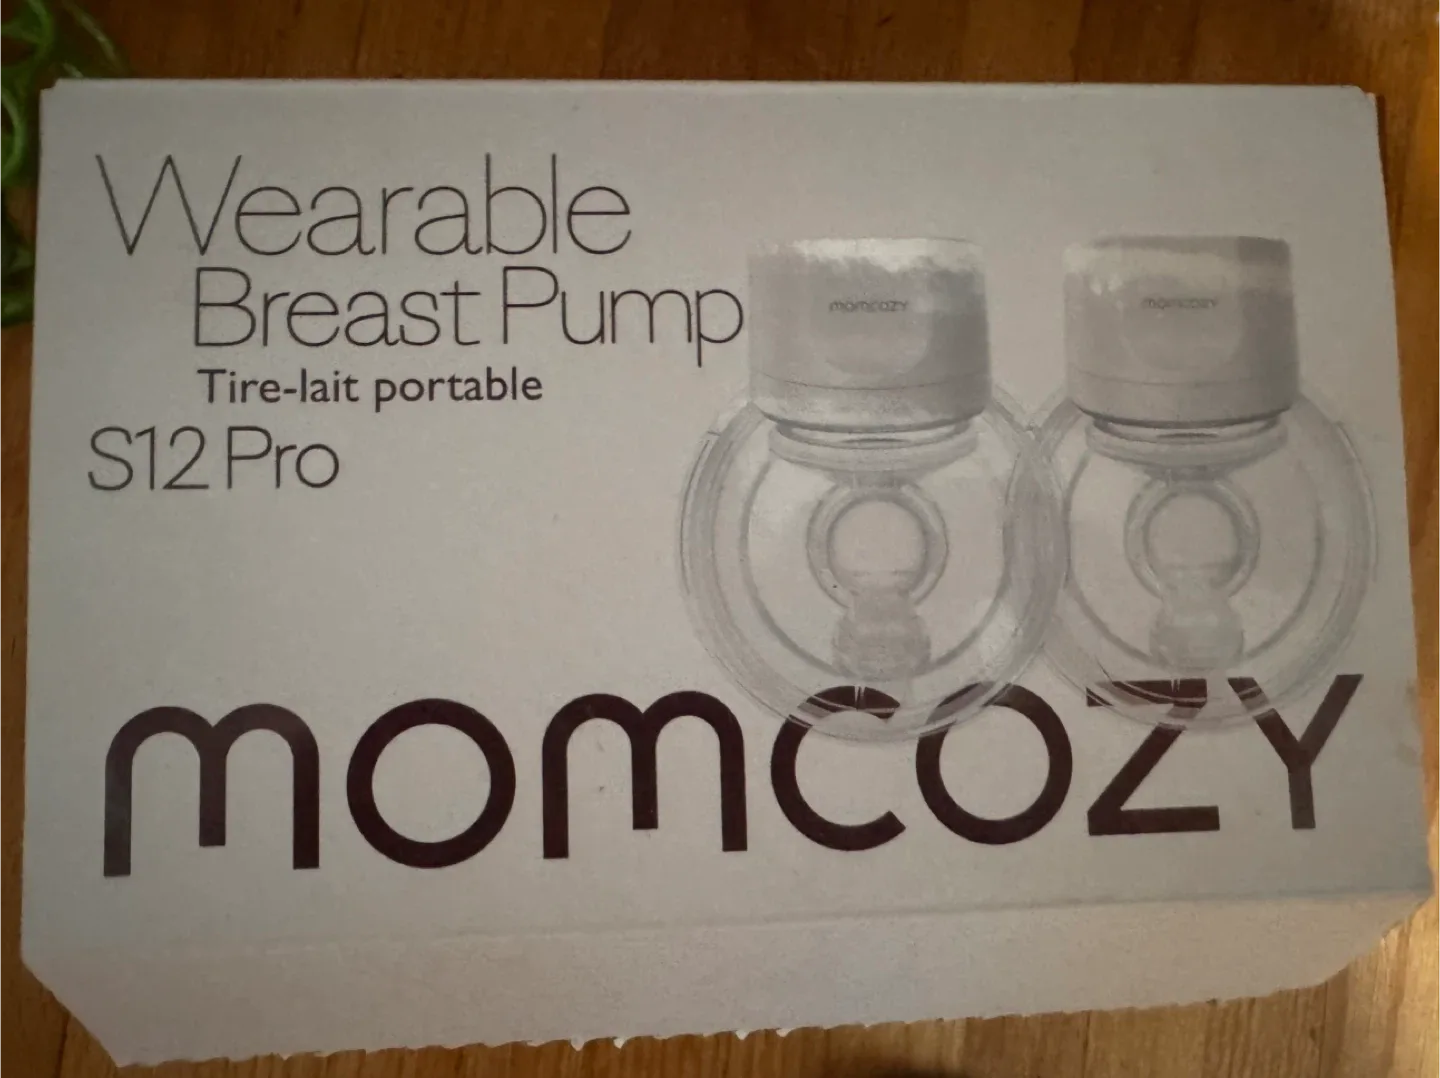 Wearable
Breast Pump
Tire-lait portable
S12 Pro
momcozy
momcozy
momcozy